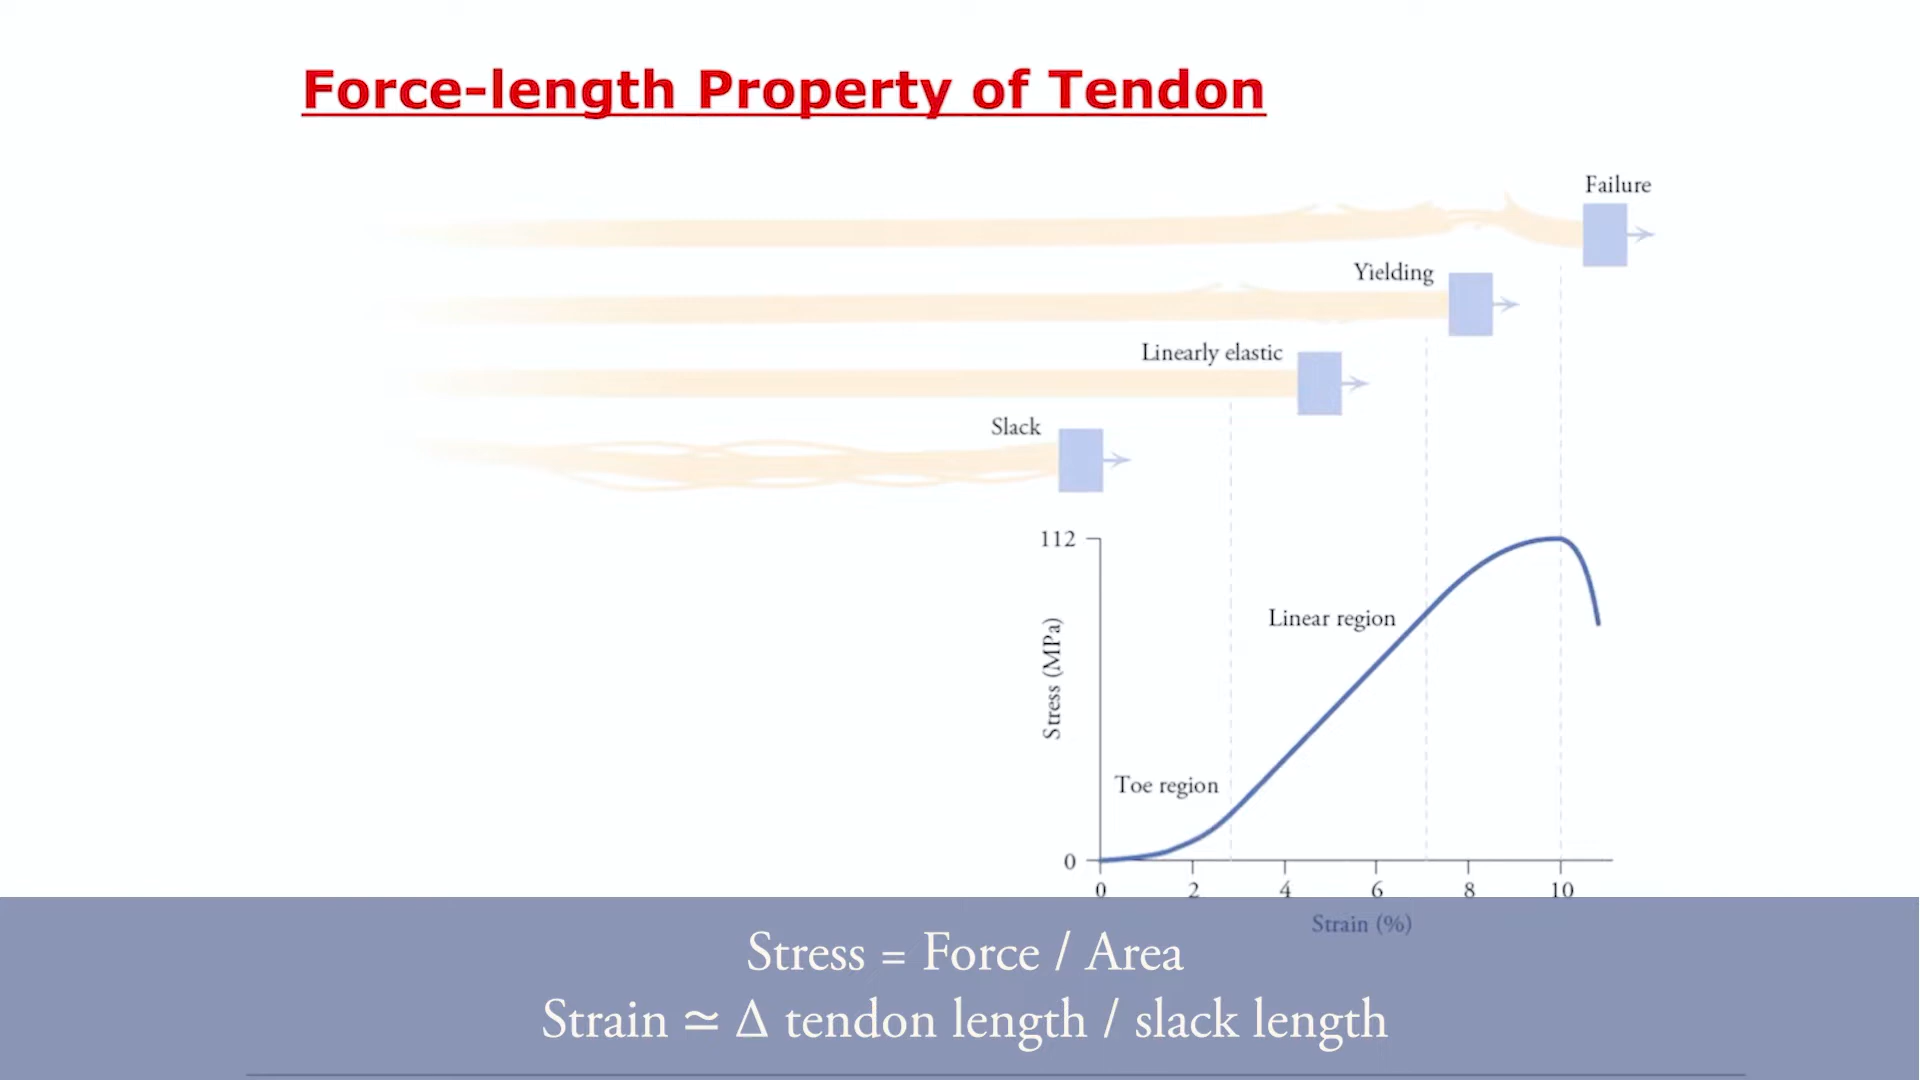 Force-length Property of Tendon
Failure
Yielding
Linearly elastic
Slack
112
Linear region
Stress (MPa)
Toe region
0
0 2 4 6 8 10
Strain (%)
Stress = Force / Area
Strain ≃ Δ tendon length / slack length